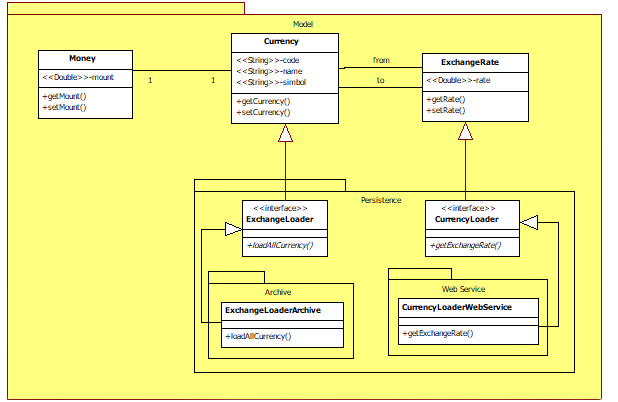 Model
Money
<<Double>>-mount
+getMount()
+setMount()
1
1
Currency
<<String>>-code
<<String>>-name
<<String>>-simbol
+getCurrency()
+setCurrency()
from
to
ExchangeRate
<<Double>>-rate
+getRate()
+setRate()
Persistence
<<interface>>
ExchangeLoader
+loadAllCurrency()
<<interface>>
CurrencyLoader
+getExchangeRate()
Archive
ExchangeLoaderArchive
+loadAllCurrency()
Web Service
CurrencyLoaderWebService
+getExchangeRate()